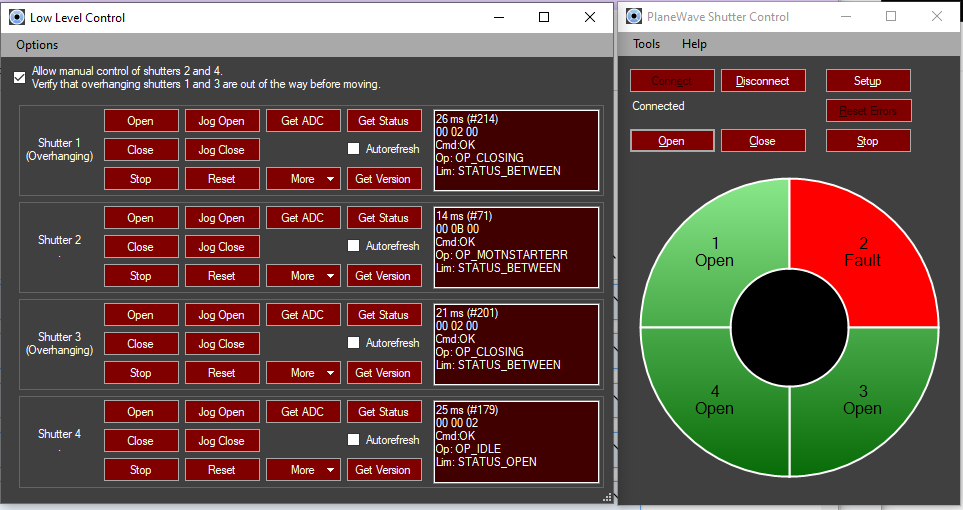 Low Level Control
Options
Allow manual control of shutters 2 and 4.
Verify that overhanging shutters 1 and 3 are out of the way before moving.
Shutter 1
(Overhanging)
Open Jog Open Get ADC Get Status
Close Jog Close Autorefresh
Stop Reset More Get Version
26 ms (#214)
00 02 00
Cmd:OK
Op: OP_CLOSING
Lim: STATUS_BETWEEN
Shutter 2
.
Open Jog Open Get ADC Get Status
Close Jog Close Autorefresh
Stop Reset More Get Version
14 ms (#71)
00 0B 00
Cmd:OK
Op: OP_MOTNSTARTERR
Lim: STATUS_BETWEEN
Shutter 3
(Overhanging)
Open Jog Open Get ADC Get Status
Close Jog Close Autorefresh
Stop Reset More Get Version
21 ms (#201)
00 02 00
Cmd:OK
Op: OP_CLOSING
Lim: STATUS_BETWEEN
Shutter 4
.
Open Jog Open Get ADC Get Status
Close Jog Close Autorefresh
Stop Reset More Get Version
25 ms (#179)
00 00 02
Cmd:OK
Op: OP_IDLE
Lim: STATUS_OPEN
PlaneWave Shutter Control
Tools Help
Connect Disconnect Setup
Connected
Reset Errors
Open Close Stop
1
Open
2
Fault
4
Open
3
Open